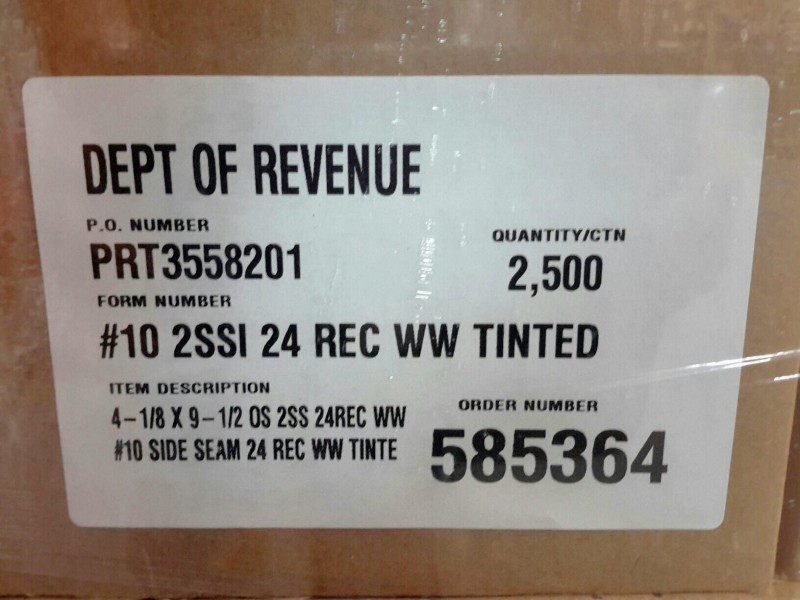 DEPT OF REVENUE
P.O. NUMBER
PRT3558201
QUANTITY/CTN
2,500
FORM NUMBER
#10 2SSI 24 REC WW TINTED
ITEM DESCRIPTION
4-1/8 X 9-1/2 OS 2SS 24REC WW
#10 SIDE SEAM 24 REC WW TINTE
ORDER NUMBER
585364